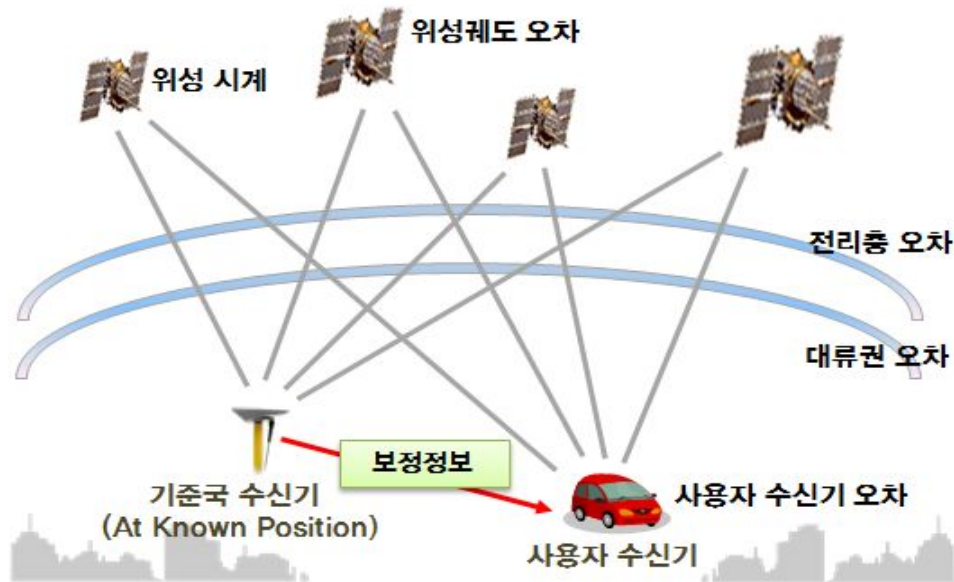 위성궤도 오차
위성 시계
전리층 오차
대류권 오차
보정정보
기준국 수신기
(At Known Position)
사용자 수신기 오차
사용자 수신기